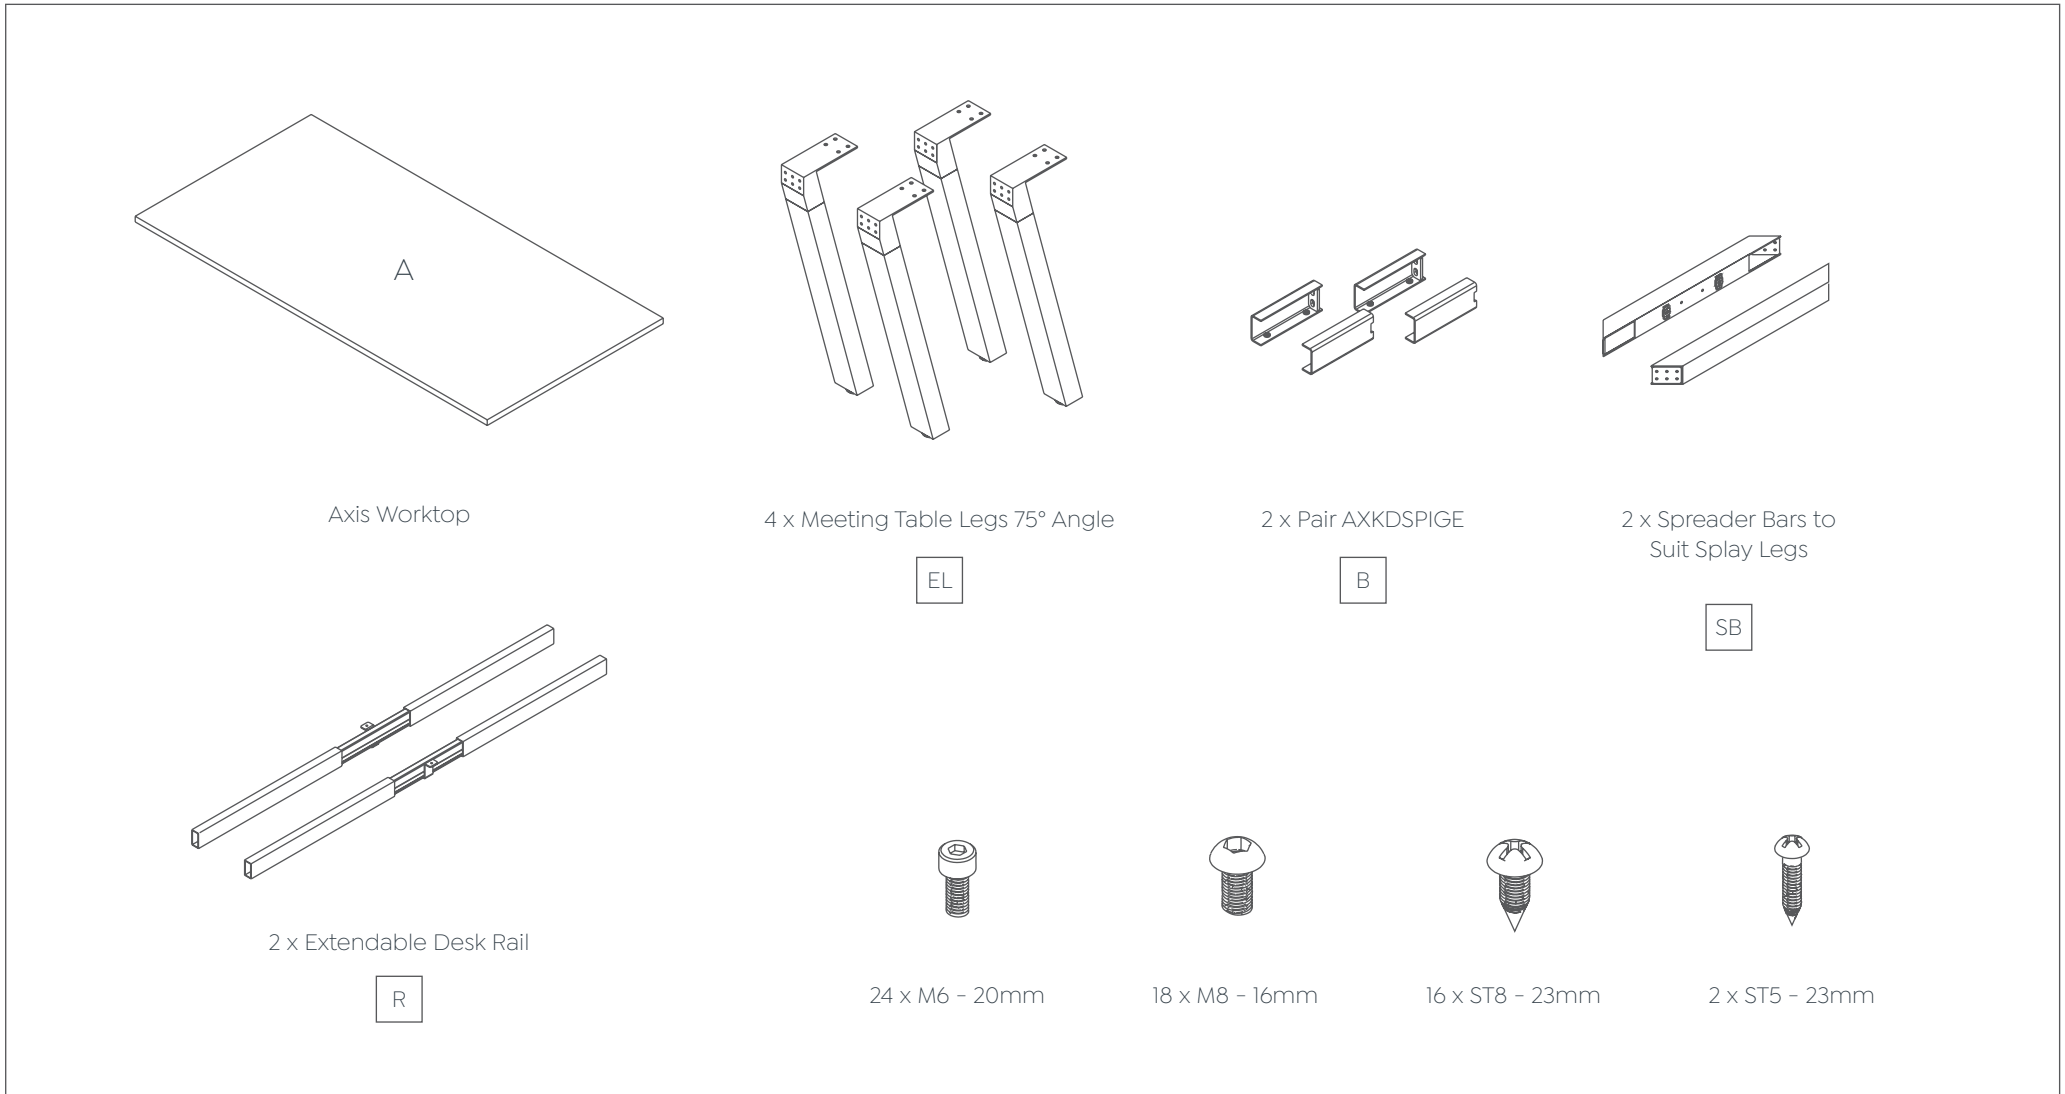 A
Axis Worktop
4 x Meeting Table Legs 75° Angle
EL
2 x Pair AXKDSPIGE
B
2 x Spreader Bars to
Suit Splay Legs
SB
2 x Extendable Desk Rail
R
24 x M6 - 20mm
18 x M8 - 16mm
16 x ST8 - 23mm
2 x ST5 - 23mm